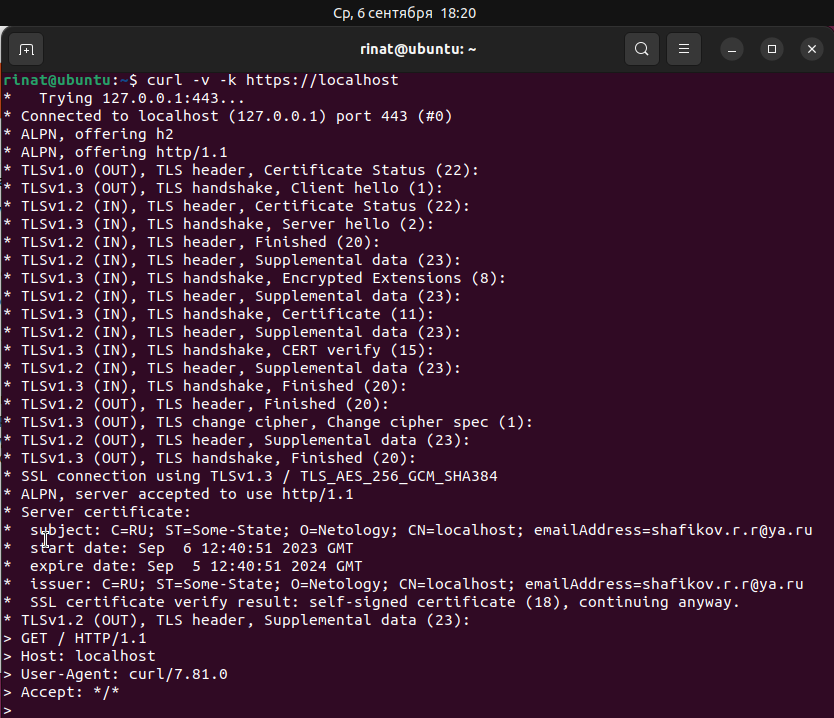 Ср, 6 сентября 18:20
rinat@ubuntu: ~
rinat@ubuntu:~$ curl -v -k https://localhost
*   Trying 127.0.0.1:443...
* Connected to localhost (127.0.0.1) port 443 (#0)
* ALPN, offering h2
* ALPN, offering http/1.1
* TLSv1.0 (OUT), TLS header, Certificate Status (22):
* TLSv1.3 (OUT), TLS handshake, Client hello (1):
* TLSv1.2 (IN), TLS header, Certificate Status (22):
* TLSv1.3 (IN), TLS handshake, Server hello (2):
* TLSv1.2 (IN), TLS header, Finished (20):
* TLSv1.2 (IN), TLS header, Supplemental data (23):
* TLSv1.3 (IN), TLS handshake, Encrypted Extensions (8):
* TLSv1.2 (IN), TLS header, Supplemental data (23):
* TLSv1.3 (IN), TLS handshake, Certificate (11):
* TLSv1.2 (IN), TLS header, Supplemental data (23):
* TLSv1.3 (IN), TLS handshake, CERT verify (15):
* TLSv1.2 (IN), TLS header, Supplemental data (23):
* TLSv1.3 (IN), TLS handshake, Finished (20):
* TLSv1.2 (OUT), TLS header, Finished (20):
* TLSv1.3 (OUT), TLS change cipher, Change cipher spec (1):
* TLSv1.2 (OUT), TLS header, Supplemental data (23):
* TLSv1.3 (OUT), TLS handshake, Finished (20):
* SSL connection using TLSv1.3 / TLS_AES_256_GCM_SHA384
* ALPN, server accepted to use http/1.1
* Server certificate:
*  subject: C=RU; ST=Some-State; O=Netology; CN=localhost; emailAddress=shafikov.r.r@ya.ru
*  start date: Sep  6 12:40:51 2023 GMT
*  expire date: Sep  5 12:40:51 2024 GMT
*  issuer: C=RU; ST=Some-State; O=Netology; CN=localhost; emailAddress=shafikov.r.r@ya.ru
*  SSL certificate verify result: self-signed certificate (18), continuing anyway.
* TLSv1.2 (OUT), TLS header, Supplemental data (23):
> GET / HTTP/1.1
> Host: localhost
> User-Agent: curl/7.81.0
> Accept: */*
>